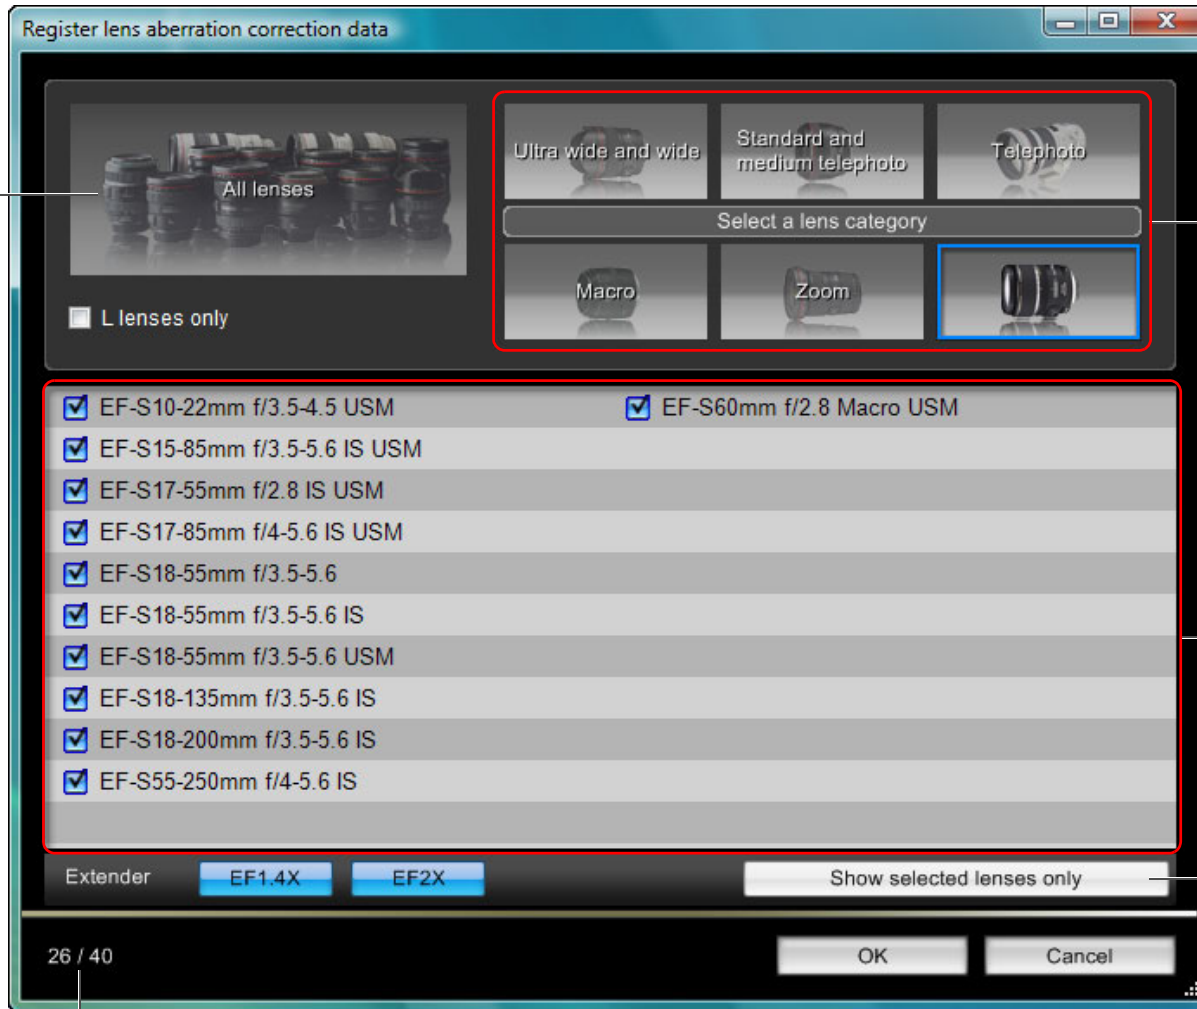 Register lens aberration correction data
All lenses
L lenses only
Ultra wide and wide
Standard and
medium telephoto
Telephoto
Select a lens category
Macro
Zoom
EF-S10-22mm f/3.5-4.5 USM
EF-S60mm f/2.8 Macro USM
EF-S15-85mm f/3.5-5.6 IS USM
EF-S17-55mm f/2.8 IS USM
EF-S17-85mm f/4-5.6 IS USM
EF-S18-55mm f/3.5-5.6
EF-S18-55mm f/3.5-5.6 IS
EF-S18-55mm f/3.5-5.6 USM
EF-S18-135mm f/3.5-5.6 IS
EF-S18-200mm f/3.5-5.6 IS
EF-S55-250mm f/4-5.6 IS
Extender
EF1.4X
EF2X
Show selected lenses only
26 / 40
OK
Cancel